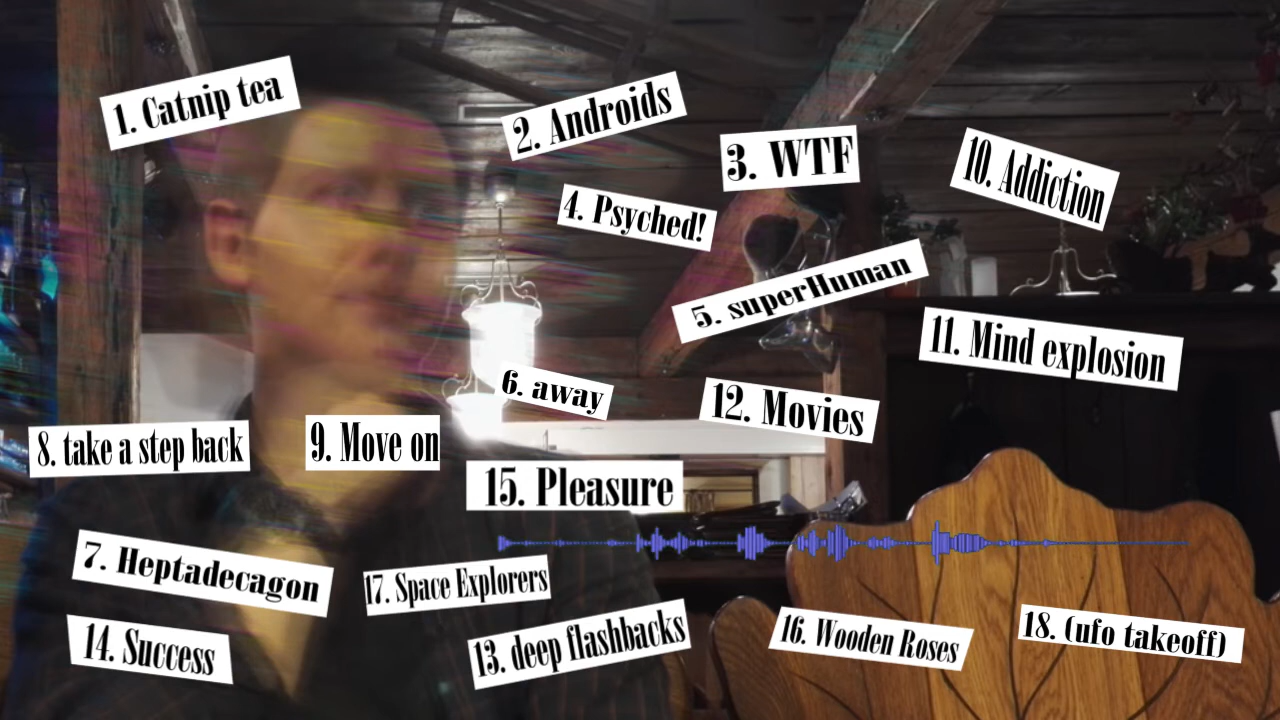 1. Catnip tea
2. Androids
3. WTF
4. Psyched!
5. superHuman
6. away
7. Heptadecagon
8. take a step back
9. Move on
10. Addiction
11. Mind explosion
12. Movies
13. deep flashbacks
14. Success
15. Pleasure
16. Wooden Roses
17. Space Explorers
18. (ufo takeoff)